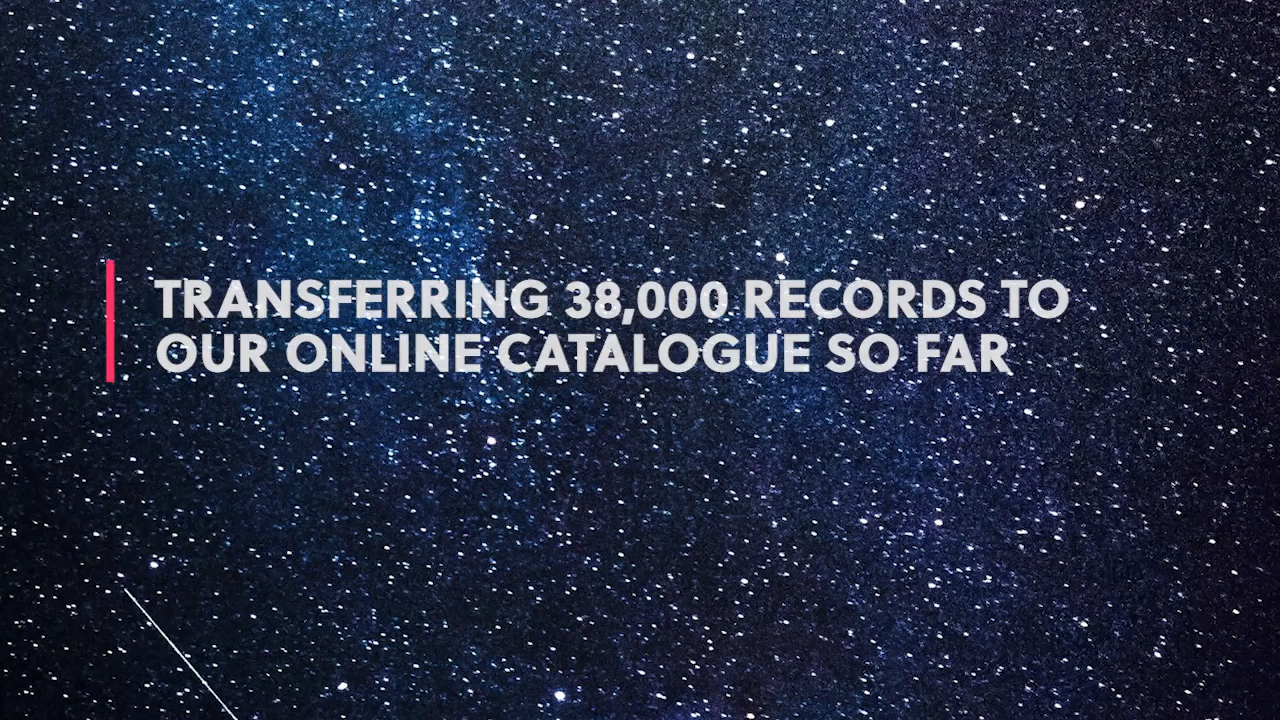 TRANSFERRING 38,000 RECORDS TO
OUR ONLINE CATALOGUE SO FAR